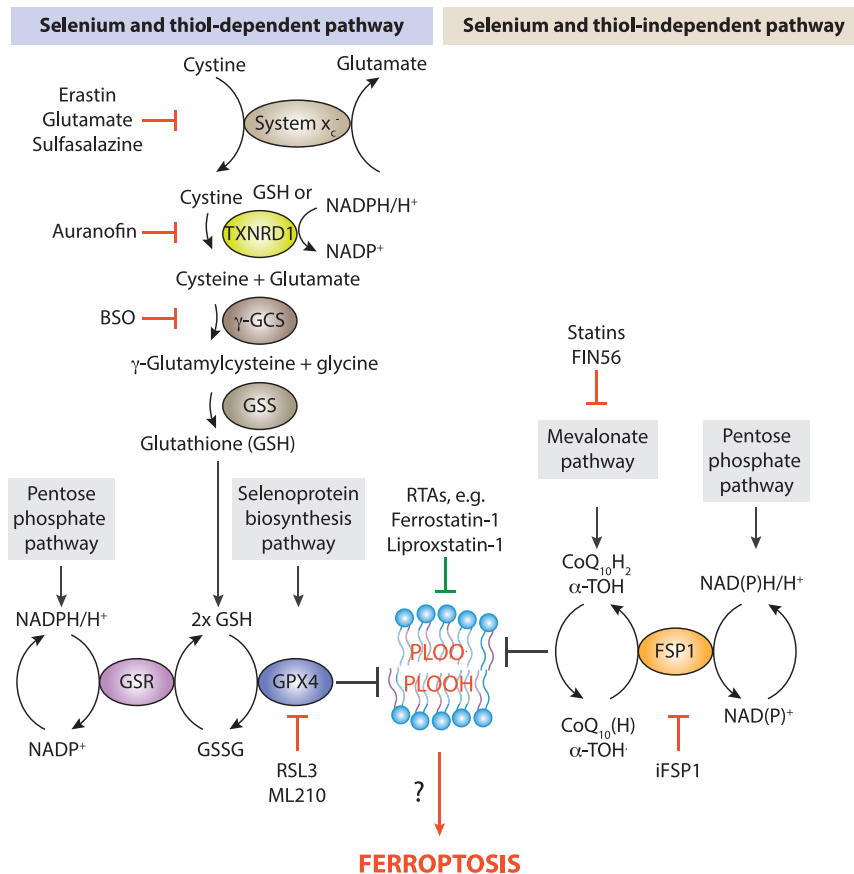 Selenium and thiol-dependent pathway
Selenium and thiol-independent pathway
Cystine
Glutamate
Erastin
Glutamate
Sulfasalazine
System x꜀⁻
Cystine
GSH or
NADPH/H⁺
Auranofin
TXNRD1
NADP⁺
Cysteine + Glutamate
BSO
γ-GCS
γ-Glutamylcysteine + glycine
GSS
Glutathione (GSH)
Statins
FIN56
Mevalonate
pathway
Pentose
phosphate
pathway
Pentose
phosphate
pathway
Selenoprotein
biosynthesis
pathway
RTAs, e.g.
Ferrostatin-1
Liproxstatin-1
CoQ₁₀H₂
α-TOH
NAD(P)H/H⁺
NADPH/H⁺
2x GSH
PLOO·
PLOOH
FSP1
GSR
GPX4
NADP⁺
GSSG
CoQ₁₀(H)
α-TOH·
NAD(P)⁺
RSL3
ML210
iFSP1
?
FERROPTOSIS